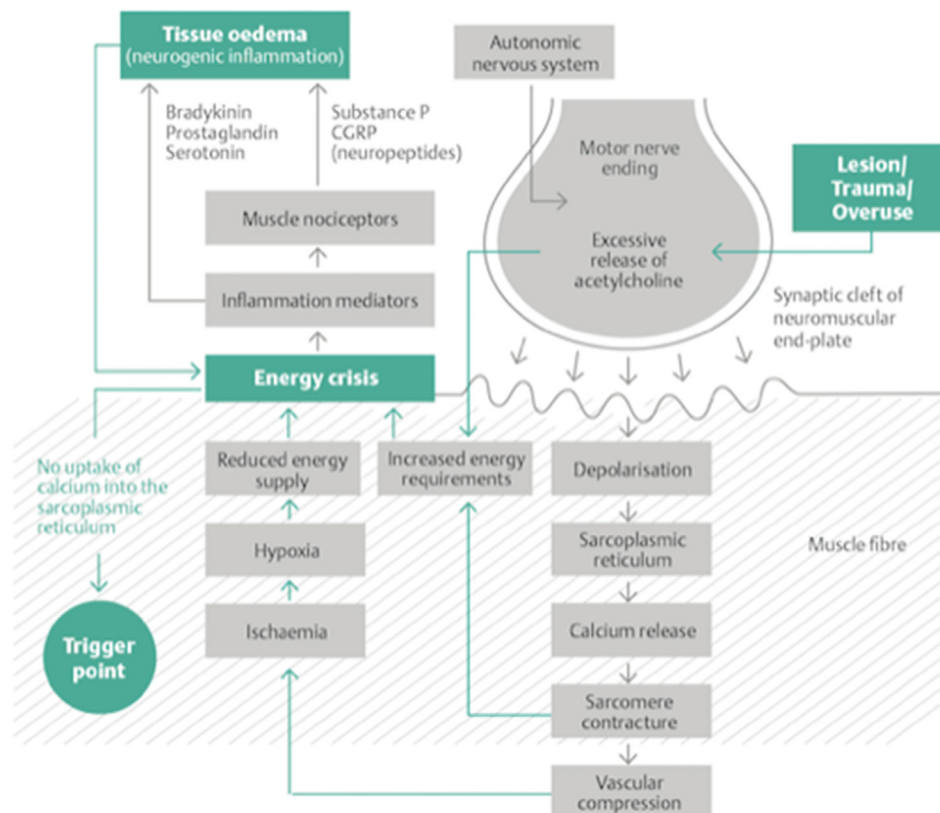 Tissue oedema
(neurogenic inflammation)
Autonomic
nervous system
Bradykinin
Prostaglandin
Serotonin
Substance P
CGRP
(neuropeptides)
Motor nerve
ending
Lesion/
Trauma/
Overuse
Muscle nociceptors
Excessive
release of
acetylcholine
Inflammation mediators
Synaptic cleft of
neuromuscular
end-plate
Energy crisis
No uptake of
calcium into the
sarcoplasmic
reticulum
Reduced energy
supply
Increased energy
requirements
Depolarisation
Hypoxia
Sarcoplasmic
reticulum
Muscle fibre
Ischaemia
Calcium release
Trigger
point
Sarcomere
contracture
Vascular
compression